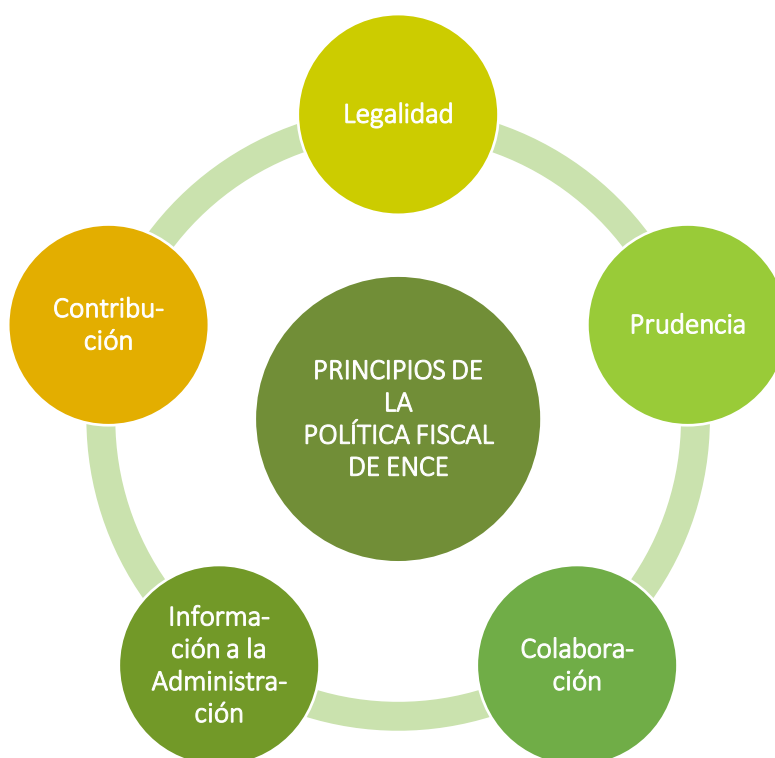 Legalidad
Prudencia
Colabora-
ción
Informa-
ción a la
Administra-
ción
Contribu-
ción
PRINCIPIOS DE
LA
POLÍTICA FISCAL
DE ENCE